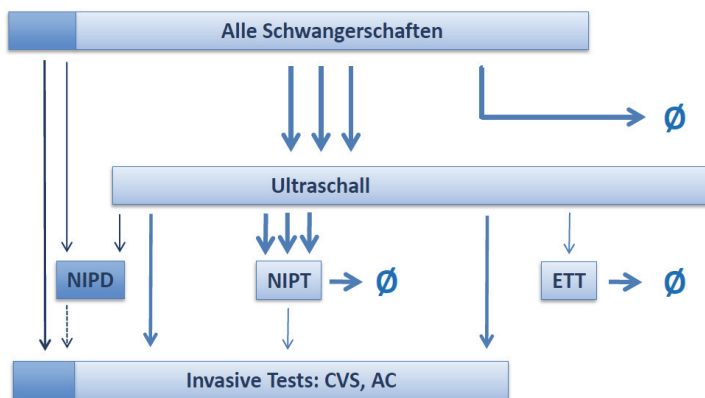 Alle Schwangerschaften
Ø
Ultraschall
NIPD
NIPT
Ø
ETT
Ø
Invasive Tests: CVS, AC